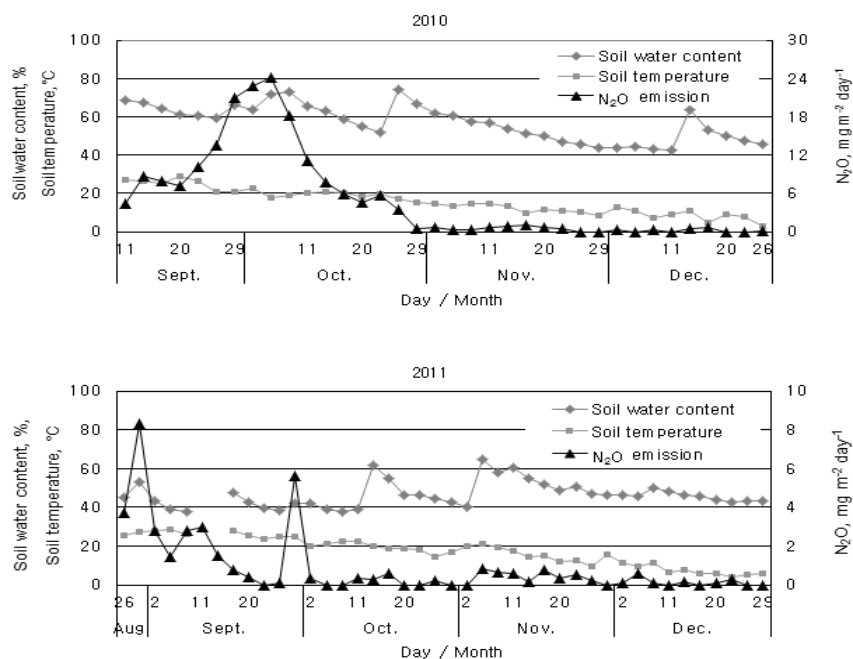 2010
100 30
Soil water content
80 24
Soil temperature
N₂O emission
60 18
40 12
20 6
0 0
Soil water content, %
Soil temperature, °C
N₂O, mg m⁻² day⁻¹
11 20 29 11 20 2 11 20 29 2 11 20 26
Sept. Oct. Nov. Dec.
Day / Month
2011
100 10
Soil water content
80 8
Soil temperature
N₂O emission
60 6
40 4
20 2
0 0
Soil water content, %,
Soil temperature, °C
N₂O, mg m⁻² day⁻¹
26 2 11 20 2 11 20 2 11 20 2 11 20 29
Aug Sept. Oct. Nov. Dec.
Day / Month